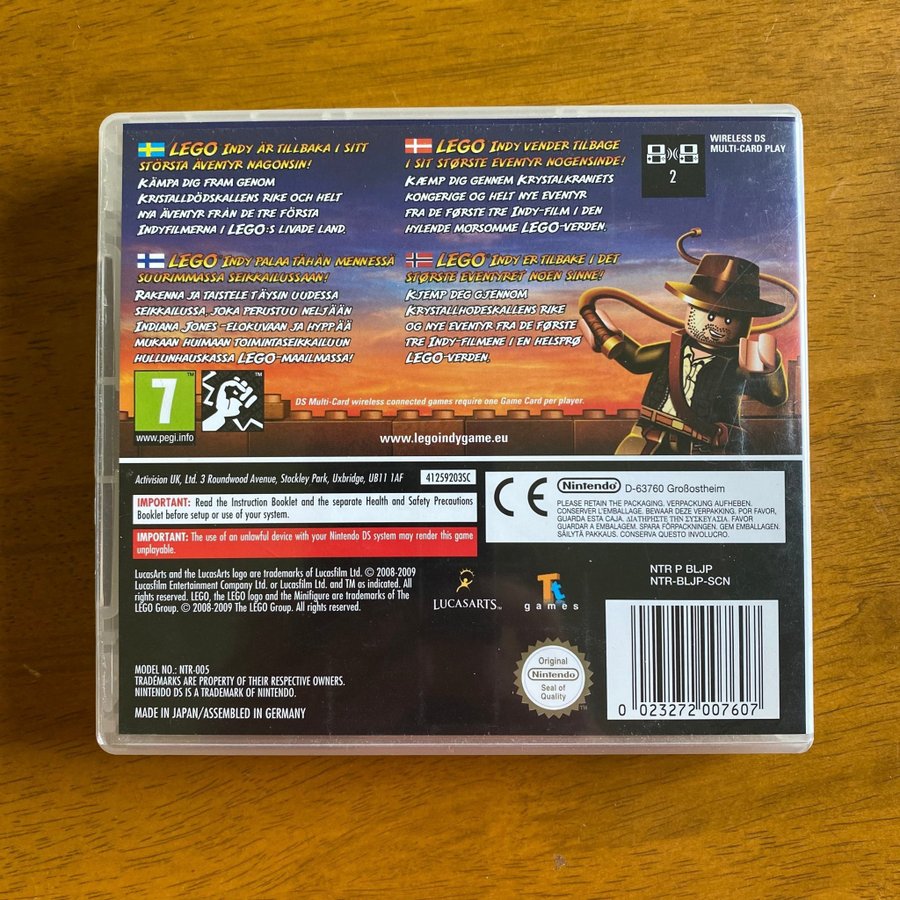 LEGO INDY ÄR TILLBAKA I SITT
STÖRSTA ÄVENTYR NAGONSIN!
KÄMPA DIG FRAM GENOM
KRISTALLDÖDSKALLENS RIKE OCH HELT
NYA ÄVENTYR FRÅN DE TRE FÖRSTA
INDYFILMERNA I LEGO:S LIVADE LAND.
LEGO INDY VENDER TILBAGE
I SIT STØRSTE EVENTYR NOGENSINDE!
KÆMP DIG GENNEM KRYSTALKRANIETS
KONGERIGE OG HELT NYE EVENTYR
FRA DE FØRSTE TRE INDY-FILM I DEN
HYLENDE MORSOMME LEGO-VERDEN.
2
WIRELESS DS
MULTI-CARD PLAY
LEGO INDY PALAA TÄHÄN MENNESSÄ
SUURIMMASSA SEIKKAILUSSAAN!
RAKENNA JA TAISTELE TÄYSIN UUDESSA
SEIKKAILUSSA, JOKA PERUSTUU NELJÄÄN
INDIANA JONES -ELOKUVAAN JA HYPPÄÄ
MUKAAN HUIMAAN TOIMINTASEIKKAILUUN
HULLUNHAUSKASSA LEGO-MAAILMASSA!
LEGO INDY ER TILBAKE I DET
STØRSTE EVENTYRET NOEN SINNE!
KJEMP DEG GJENNOM
KRYSTALLHODESKALLENS RIKE
OG NYE EVENTYR FRA DE FØRSTE
TRE INDY-FILMENE I EN HELSPRØ
LEGO-VERDEN.
7
™
™
www.pegi.info
DS Multi-Card wireless connected games require one Game Card per player.
www.legoindygame.eu
Activision UK, Ltd. 3 Roundwood Avenue, Stockley Park, Uxbridge, UB11 1AF
41259203SC
IMPORTANT: Read the Instruction Booklet and the separate Health and Safety Precautions
Booklet before setup or use of your system.
IMPORTANT: The use of an unlawful device with your Nintendo DS system may render this game
unplayable.
CE
Nintendo® D-63760 Großostheim
PLEASE RETAIN THE PACKAGING. VERPACKUNG AUFHEBEN.
CONSERVER L'EMBALLAGE. BEWAAR DEZE VERPAKKING. POR FAVOR,
GUARDA ESTA CAJA. ΔΙΑΤΗΡΗΣΤΕ ΤΗΝ ΣΥΣΚΕΥΑΣΙΑ. FAVOR
GUARDAR A EMBALAGEM. SPARA FÖRPACKNINGEN. GEM EMBALLAGEN.
SÄILYTÄ PAKKAUS. CONSERVA QUESTO INVOLUCRO.
LucasArts and the LucasArts logo are trademarks of Lucasfilm Ltd. © 2008-2009
Lucasfilm Entertainment Company Ltd. or Lucasfilm Ltd. and TM as indicated. All
rights reserved. LEGO, the LEGO logo and the Minifigure are trademarks of The
LEGO Group. © 2008-2009 The LEGO Group. All rights reserved.
LUCASARTS™
Tt
games
NTR P BLJP
NTR-BLJP-SCN
MODEL NO.: NTR-005
TRADEMARKS ARE PROPERTY OF THEIR RESPECTIVE OWNERS.
NINTENDO DS IS A TRADEMARK OF NINTENDO.
MADE IN JAPAN/ASSEMBLED IN GERMANY
Original
Nintendo®
Seal of
Quality
™
0 023272 007607